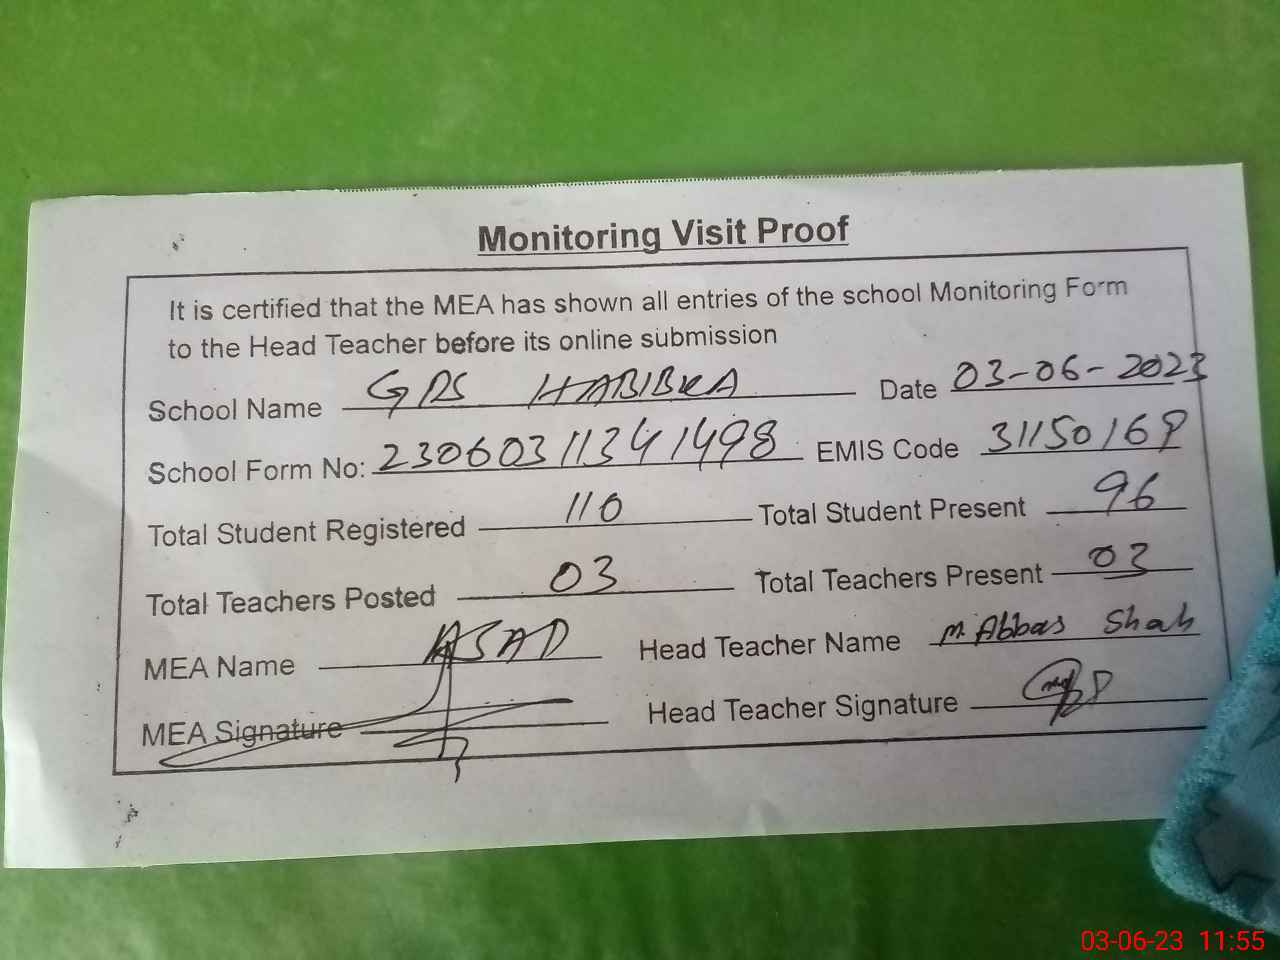 Monitoring Visit Proof
It is certified that the MEA has shown all entries of the school Monitoring Form
to the Head Teacher before its online submission
School Name GPS HABIBKA Date 03-06-2023
School Form No: 23060311341498 EMIS Code 31150169
Total Student Registered 110 Total Student Present 96
Total Teachers Posted 03 Total Teachers Present 03
MEA Name ASAD Head Teacher Name M. Abbas Shah
MEA Signature Head Teacher Signature
03-06-23 11:55